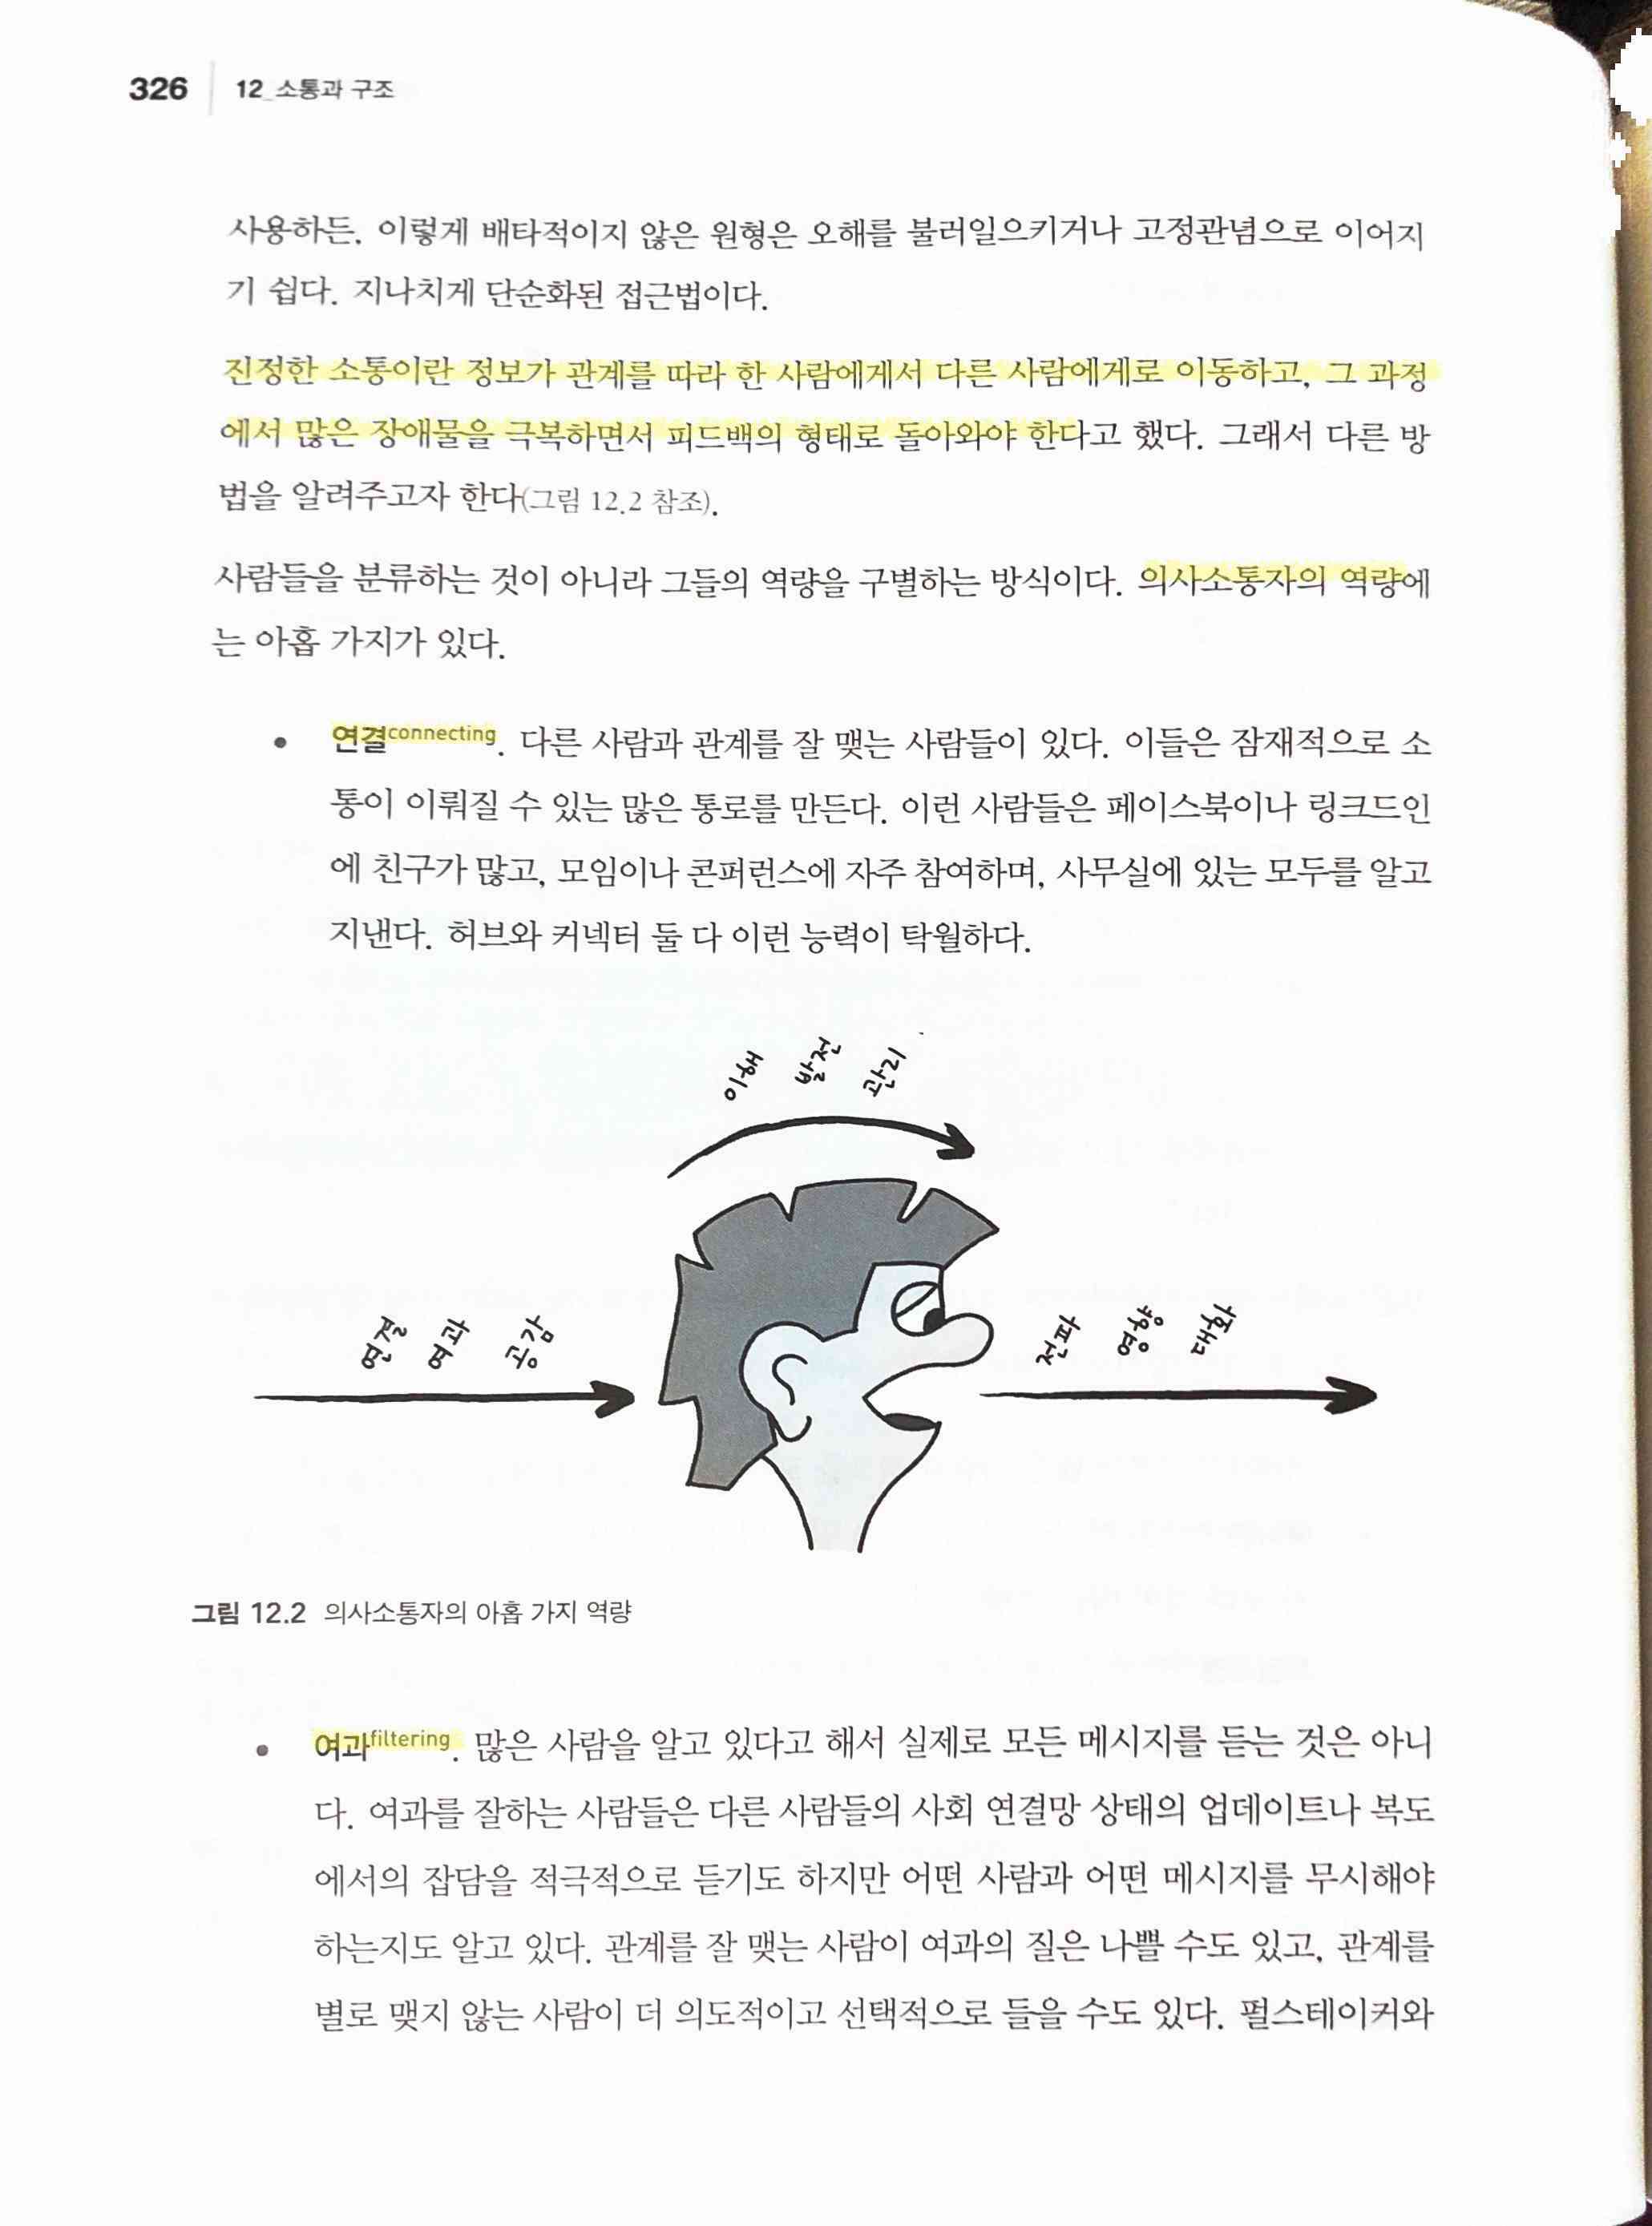 326 12_소통과 구조
사용하든. 이렇게 배타적이지 않은 원형은 오해를 불러일으키거나 고정관념으로 이어지
기 쉽다. 지나치게 단순화된 접근법이다.
진정한 소통이란 정보가 관계를 따라 한 사람에게서 다른 사람에게로 이동하고, 그 과정
에서 많은 장애물을 극복하면서 피드백의 형태로 돌아와야 한다고 했다. 그래서 다른 방
법을 알려주고자 한다(그림 12.2 참조).
사람들을 분류하는 것이 아니라 그들의 역량을 구별하는 방식이다. 의사소통자의 역량에
는 아홉 가지가 있다.
• 연결connecting. 다른 사람과 관계를 잘 맺는 사람들이 있다. 이들은 잠재적으로 소
통이 이뤄질 수 있는 많은 통로를 만든다. 이런 사람들은 페이스북이나 링크드인
에 친구가 많고, 모임이나 콘퍼런스에 자주 참여하며, 사무실에 있는 모두를 알고
지낸다. 허브와 커넥터 둘 다 이런 능력이 탁월하다.
이해 발전 관리
연결 여과 공감
전파 영향 대화
그림 12.2 의사소통자의 아홉 가지 역량
• 여과filtering. 많은 사람을 알고 있다고 해서 실제로 모든 메시지를 듣는 것은 아니
다. 여과를 잘하는 사람들은 다른 사람들의 사회 연결망 상태의 업데이트나 복도
에서의 잡담을 적극적으로 듣기도 하지만 어떤 사람과 어떤 메시지를 무시해야
하는지도 알고 있다. 관계를 잘 맺는 사람이 여과의 질은 나쁠 수도 있고, 관계를
별로 맺지 않는 사람이 더 의도적이고 선택적으로 들을 수도 있다. 펄스테이커와